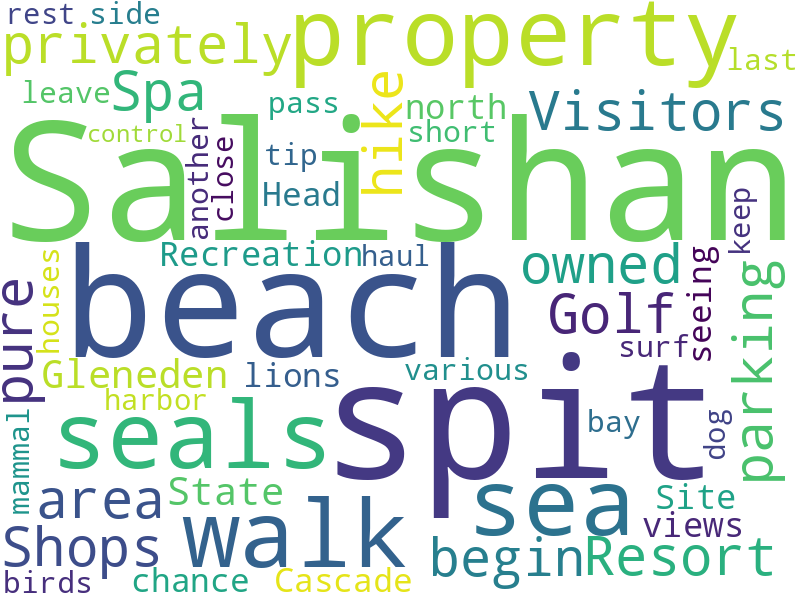 rest side
privately property
last
leave Spa pass north Visitors
control short
hike
another close tip
Salishan
Head
Recreation haul owned keep
beach
seeing
houses pure Golf parking
surf
Gleneden lions various
harbor spit
seals bay dog
mammal
area State sea Site
walk views
Shops begin Resort
birds chance Cascade